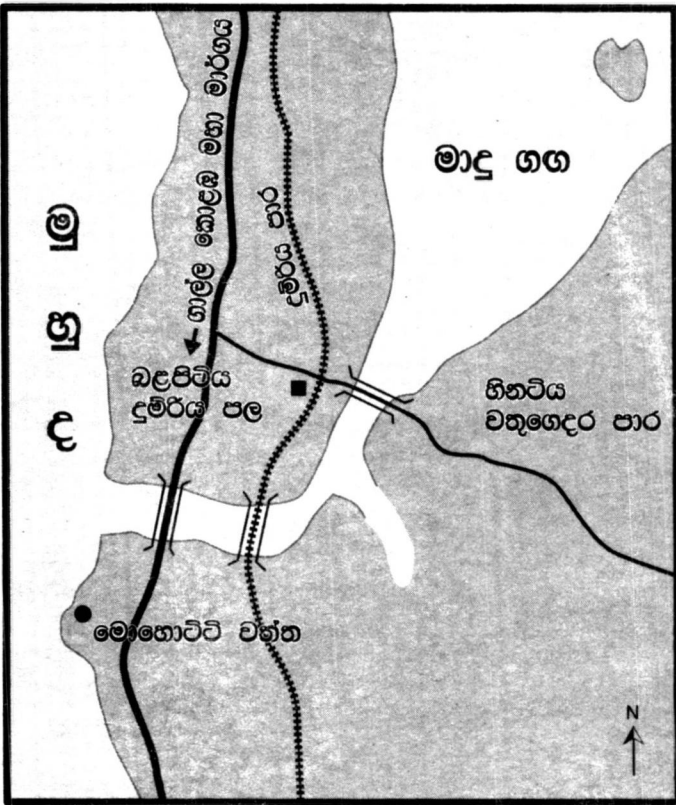 මාදු ගඟ
ගාල්ල කොළඹ මහා මාර්ගය
දුම්රිය පාර
බළපිටිය
දුම්රිය පල
හීනටිය
වතුගෙදර පාර
මොහොට්ටි වත්ත
N